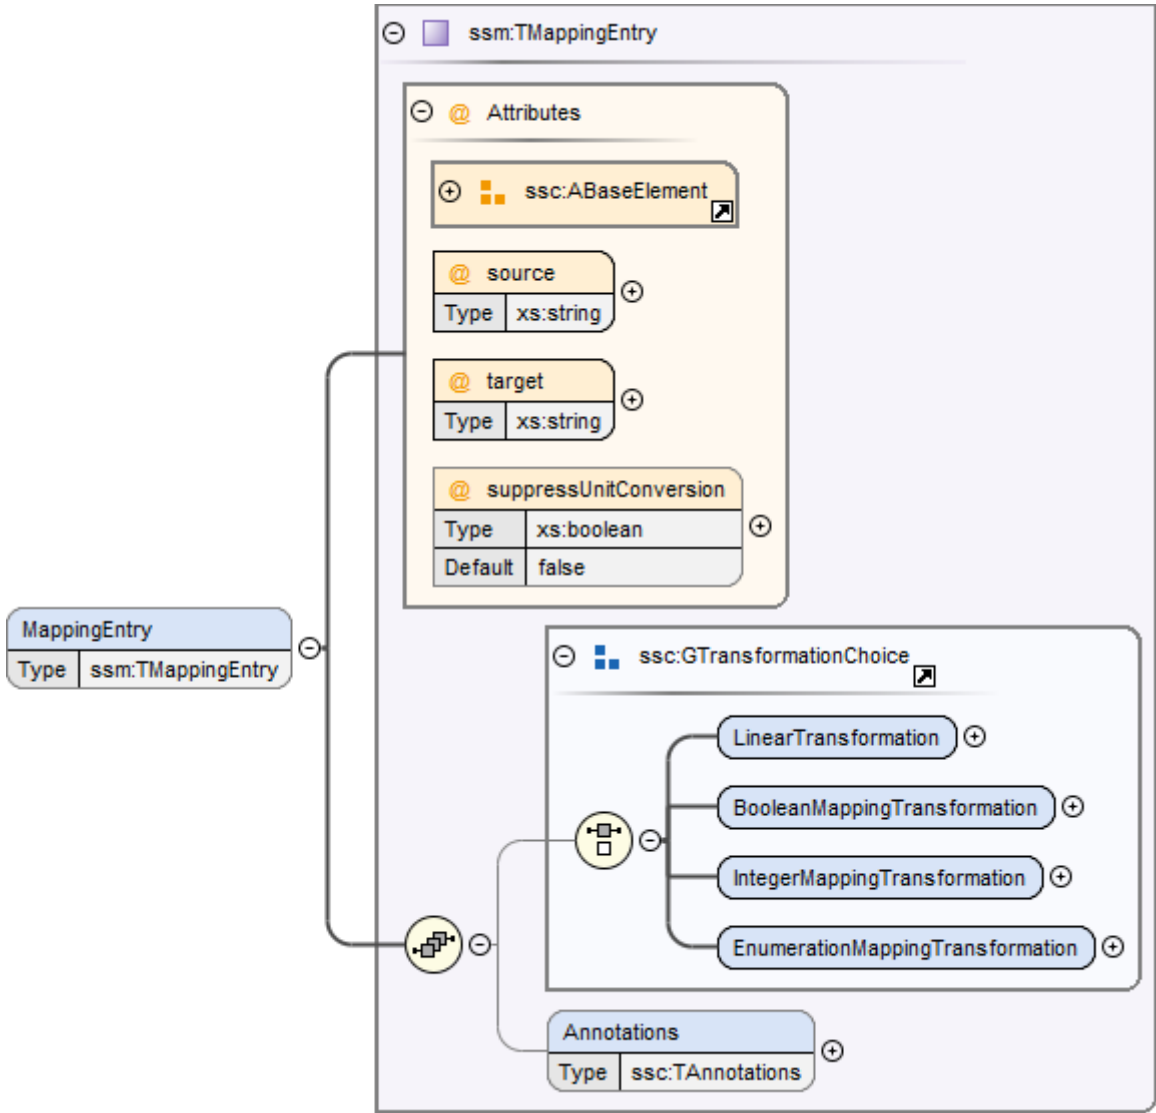 ssm:TMappingEntry
@ Attributes
ssc:ABaseElement
@ source
Type xs:string
@ target
Type xs:string
@ suppressUnitConversion
Type xs:boolean
Default false
MappingEntry
Type ssm:TMappingEntry
ssc:GTransformationChoice
LinearTransformation
BooleanMappingTransformation
IntegerMappingTransformation
EnumerationMappingTransformation
Annotations
Type ssc:TAnnotations